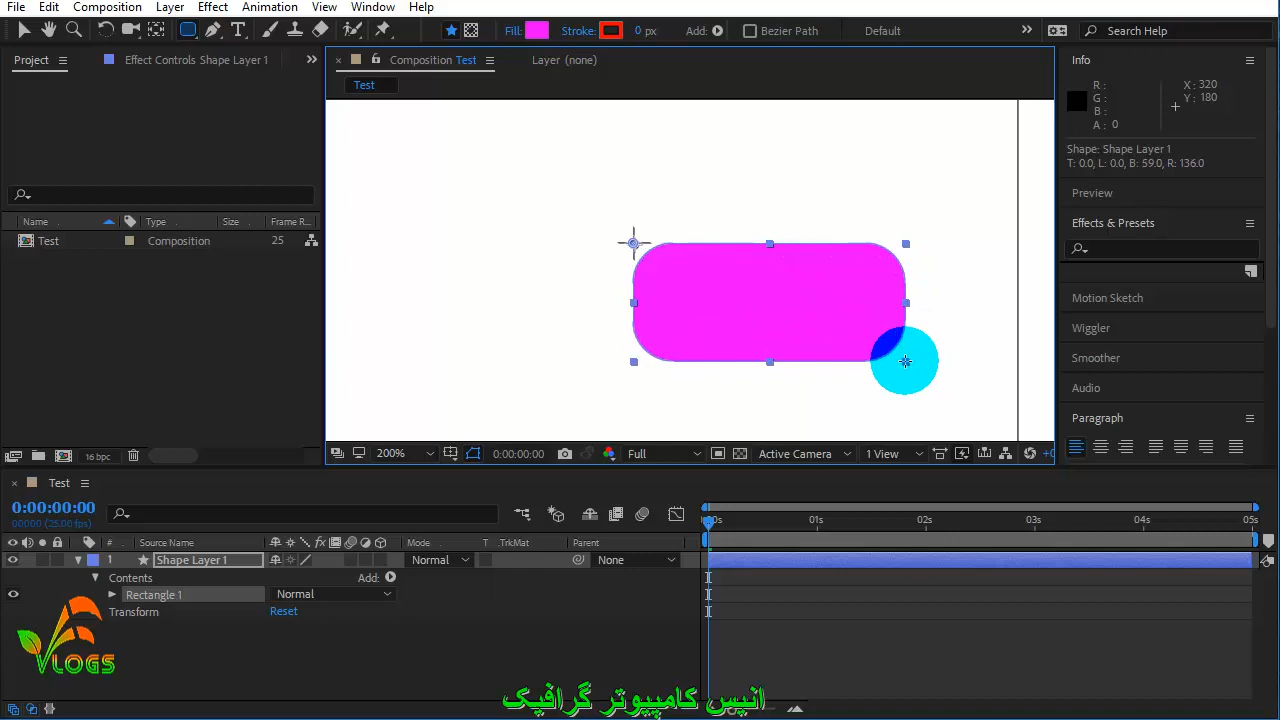 File Edit Composition Layer Effect Animation View Window Help
Fill: Stroke: 0 px Add: Bezier Path Default Search Help
Project Effect Controls Shape Layer 1
Composition Test Layer (none)
Test
Name Type Size Frame R...
Test Composition 25
16 bpc
200% 0:00:00:00 Full Active Camera 1 View +0
Info
R:
G:
B:
A: 0
X: 320
Y: 180
Shape: Shape Layer 1
T: 0.0, L: 0.0, B: 59.0, R: 136.0
Preview
Effects & Presets
Motion Sketch
Wiggler
Smoother
Audio
Paragraph
Test
0:00:00:00
00000 (25.00 fps)
# Source Name Mode T .TrkMat Parent
:00s 01s 02s 03s 04s 05s
1 Shape Layer 1 Normal None
Contents Add:
Rectangle 1 Normal
Transform Reset
VLOGS
انیس کامپیوٹر گرافیک